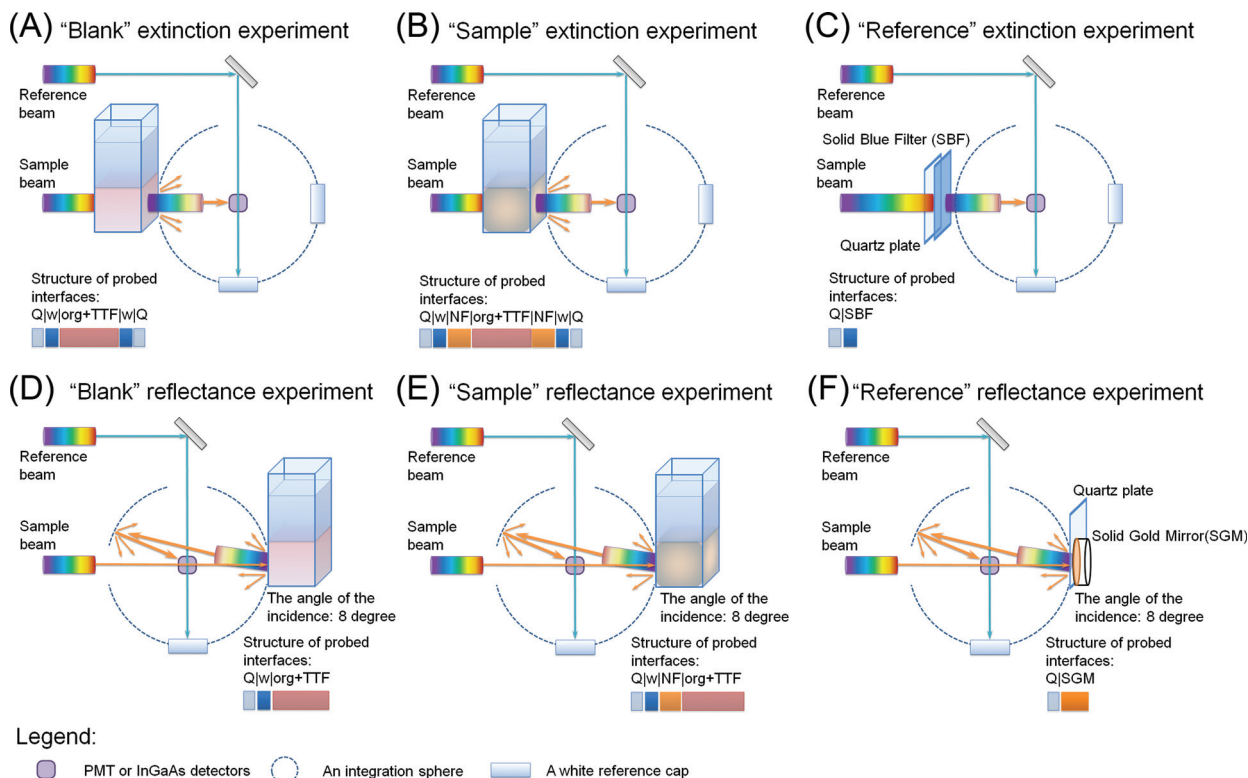 (A) "Blank" extinction experiment
Reference
beam
Sample
beam
Structure of probed
interfaces:
Q|w|org+TTF|w|Q
(B) "Sample" extinction experiment
Reference
beam
Sample
beam
Structure of probed
interfaces:
Q|w|NF|org+TTF|NF|w|Q
(C) "Reference" extinction experiment
Reference
beam
Solid Blue Filter (SBF)
Sample
beam
Quartz plate
Structure of probed
interfaces:
Q|SBF
(D) "Blank" reflectance experiment
Reference
beam
Sample
beam
The angle of the
incidence: 8 degree
Structure of probed
interfaces:
Q|w|org+TTF
(E) "Sample" reflectance experiment
Reference
beam
Sample
beam
The angle of the
incidence: 8 degree
Structure of probed
interfaces:
Q|w|NF|org+TTF
(F) "Reference" reflectance experiment
Reference
beam
Quartz plate
Sample
beam
Solid Gold Mirror(SGM)
The angle of the
incidence: 8 degree
Structure of probed
interfaces:
Q|SGM
Legend:
PMT or InGaAs detectors
An integration sphere
A white reference cap